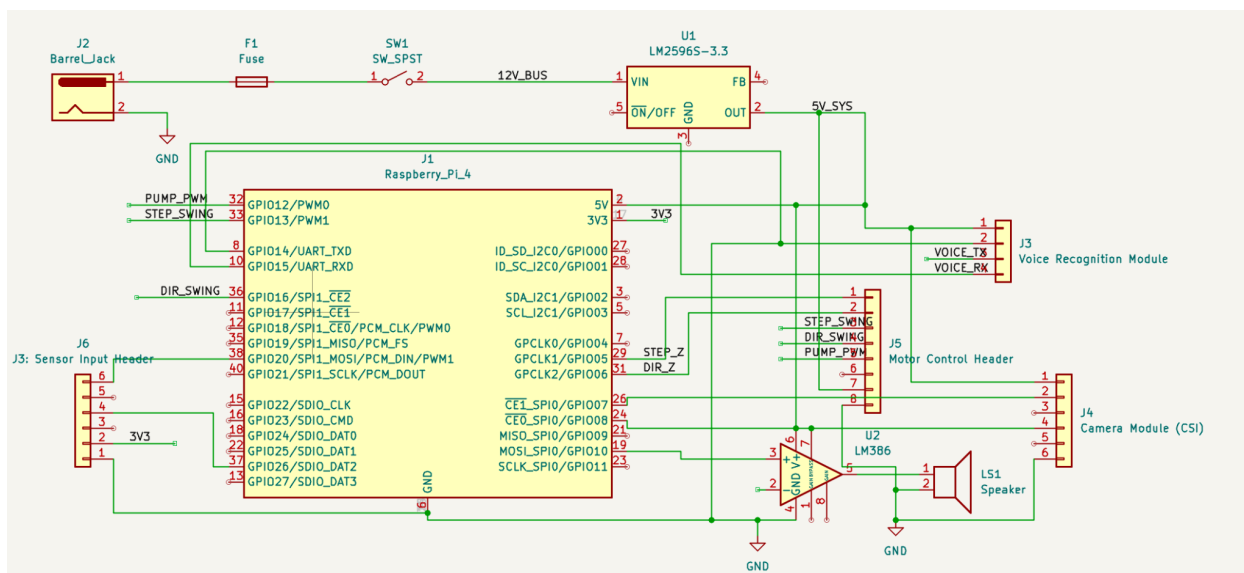 J2
Barrel_Jack
1
2
GND
F1
Fuse
SW1
SW_SPST
1
2
12V_BUS
U1
LM2596S-3.3
1
VIN
FB
4
5
ON/OFF
GND
OUT
2
3
5V_SYS
J1
Raspberry_Pi_4
PUMP_PWM
32
GPIO12/PWM0
STEP_SWING
33
GPIO13/PWM1
8
GPIO14/UART_TXD
10
GPIO15/UART_RXD
DIR_SWING
36
GPIO16/SPI1_CE2
11
GPIO17/SPI1_CE1
12
GPIO18/SPI1_CE0/PCM_CLK/PWM0
35
GPIO19/SPI1_MISO/PCM_FS
38
GPIO20/SPI1_MOSI/PCM_DIN/PWM1
40
GPIO21/SPI1_SCLK/PCM_DOUT
15
GPIO22/SDIO_CLK
16
GPIO23/SDIO_CMD
18
GPIO24/SDIO_DAT0
22
GPIO25/SDIO_DAT1
37
GPIO26/SDIO_DAT2
13
GPIO27/SDIO_DAT3
GND
6
5V
2
3V3
1
3V3
ID_SD_I2C0/GPIO00
27
ID_SC_I2C0/GPIO01
28
SDA_I2C1/GPIO02
3
SCL_I2C1/GPIO03
5
GPCLK0/GPIO04
7
GPCLK1/GPIO05
29
STEP_Z
GPCLK2/GPIO06
31
DIR_Z
CE1_SPI0/GPIO07
26
CE0_SPI0/GPIO08
24
MISO_SPI0/GPIO09
21
MOSI_SPI0/GPIO10
19
SCLK_SPI0/GPIO11
23
J6
J3: Sensor Input Header
6
5
4
3
2
1
3V3
1
2
VOICE_TX
VOICE_RX
J3
Voice Recognition Module
1
2
STEP_SWING
DIR_SWING
PUMP_PWM
6
7
8
J5
Motor Control Header
1
2
3
4
5
6
J4
Camera Module (CSI)
U2
LM386
3
+
2
-
6
V+
7
BYPASS
GND
4
GAIN
1
8
5
GND
1
2
LS1
Speaker
GND